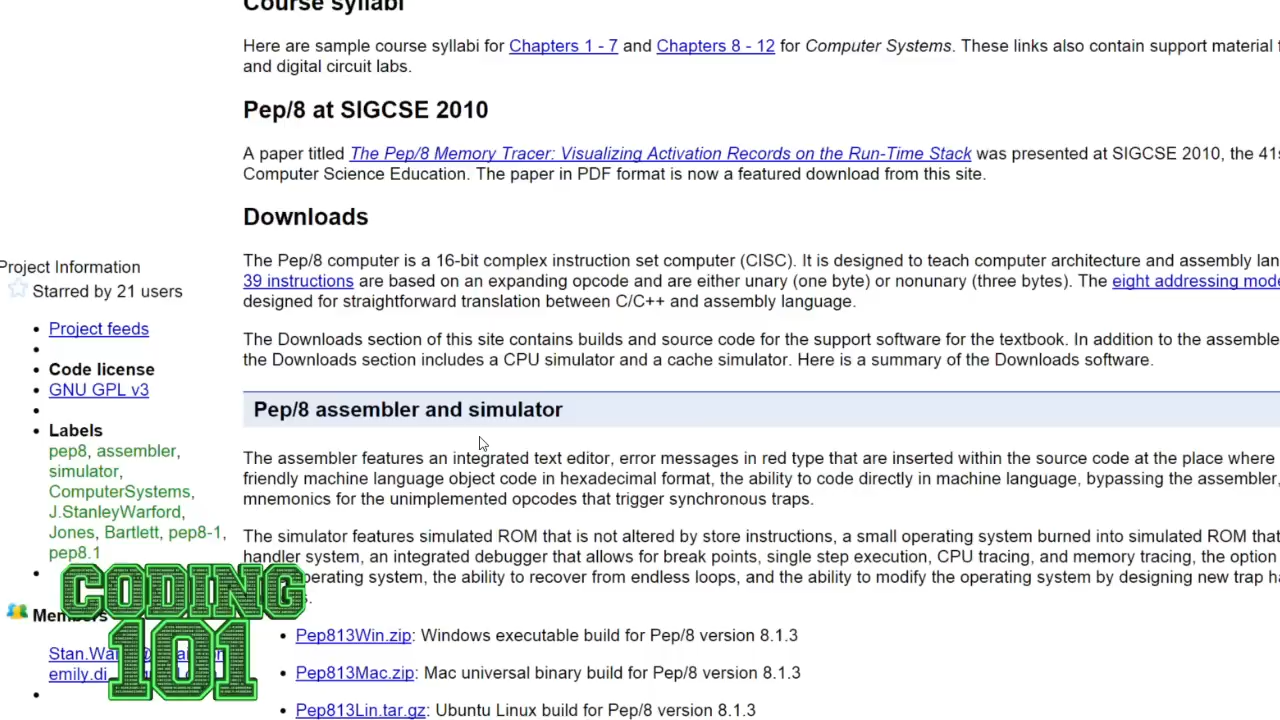 Course syllabi
Here are sample course syllabi for Chapters 1 - 7 and Chapters 8 - 12 for Computer Systems. These links also contain support material
and digital circuit labs.
Pep/8 at SIGCSE 2010
A paper titled The Pep/8 Memory Tracer: Visualizing Activation Records on the Run-Time Stack was presented at SIGCSE 2010, the
Computer Science Education. The paper in PDF format is now a featured download from this site.
Downloads
The Pep/8 computer is a 16-bit complex instruction set computer (CISC). It is designed to teach computer architecture and assembly
39 instructions are based on an expanding opcode and are either unary (one byte) or nonunary (three bytes). The eight addressing
designed for straightforward translation between C/C++ and assembly language.
The Downloads section of this site contains builds and source code for the support software for the textbook. In addition to the
the Downloads section includes a CPU simulator and a cache simulator. Here is a summary of the Downloads software.
Pep/8 assembler and simulator
The assembler features an integrated text editor, error messages in red type that are inserted within the source code at the place where
friendly machine language object code in hexadecimal format, the ability to code directly in machine language, bypassing the assembler,
mnemonics for the unimplemented opcodes that trigger synchronous traps.
The simulator features simulated ROM that is not altered by store instructions, a small operating system burned into simulated ROM that
handler system, an integrated debugger that allows for break points, single step execution, CPU tracing, and memory tracing, the option
operating system, the ability to recover from endless loops, and the ability to modify the operating system by designing new trap
Pep813Win.zip: Windows executable build for Pep/8 version 8.1.3
Pep813Mac.zip: Mac universal binary build for Pep/8 version 8.1.3
Pep813Lin.tar.gz: Ubuntu Linux build for Pep/8 version 8.1.3
Project Information
Starred by 21 users
Project feeds
Code license
GNU GPL v3
Labels
pep8, assembler,
simulator,
ComputerSystems,
J.StanleyWarford,
Jones, Bartlett, pep8-1,
pep8.1
Members
CODING
101